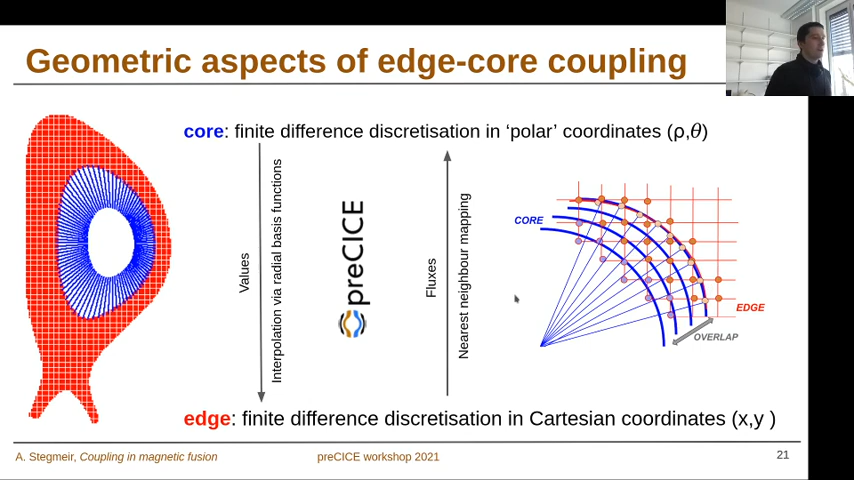 Geometric aspects of edge-core coupling
core: finite difference discretisation in ‘polar’ coordinates (ρ,θ)
Values
Interpolation via radial basis functions
preCICE
Fluxes
Nearest neighbour mapping
CORE
EDGE
OVERLAP
edge: finite difference discretisation in Cartesian coordinates (x,y )
A. Stegmeir, Coupling in magnetic fusion
preCICE workshop 2021
21